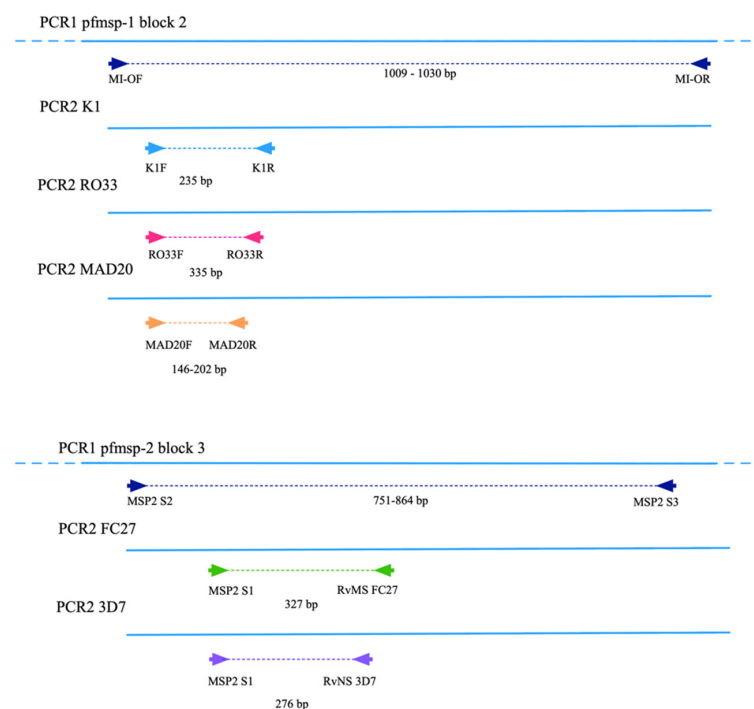 PCR1 pfmsp-1 block 2
1009 - 1030 bp
MI-OF MI-OR
PCR2 K1
K1F K1R
235 bp
PCR2 RO33
RO33F RO33R
335 bp
PCR2 MAD20
MAD20F MAD20R
146-202 bp
PCR1 pfmsp-2 block 3
MSP2 S2 751-864 bp MSP2 S3
PCR2 FC27
MSP2 S1 RvMS FC27
327 bp
PCR2 3D7
MSP2 S1 RvNS 3D7
276 bp